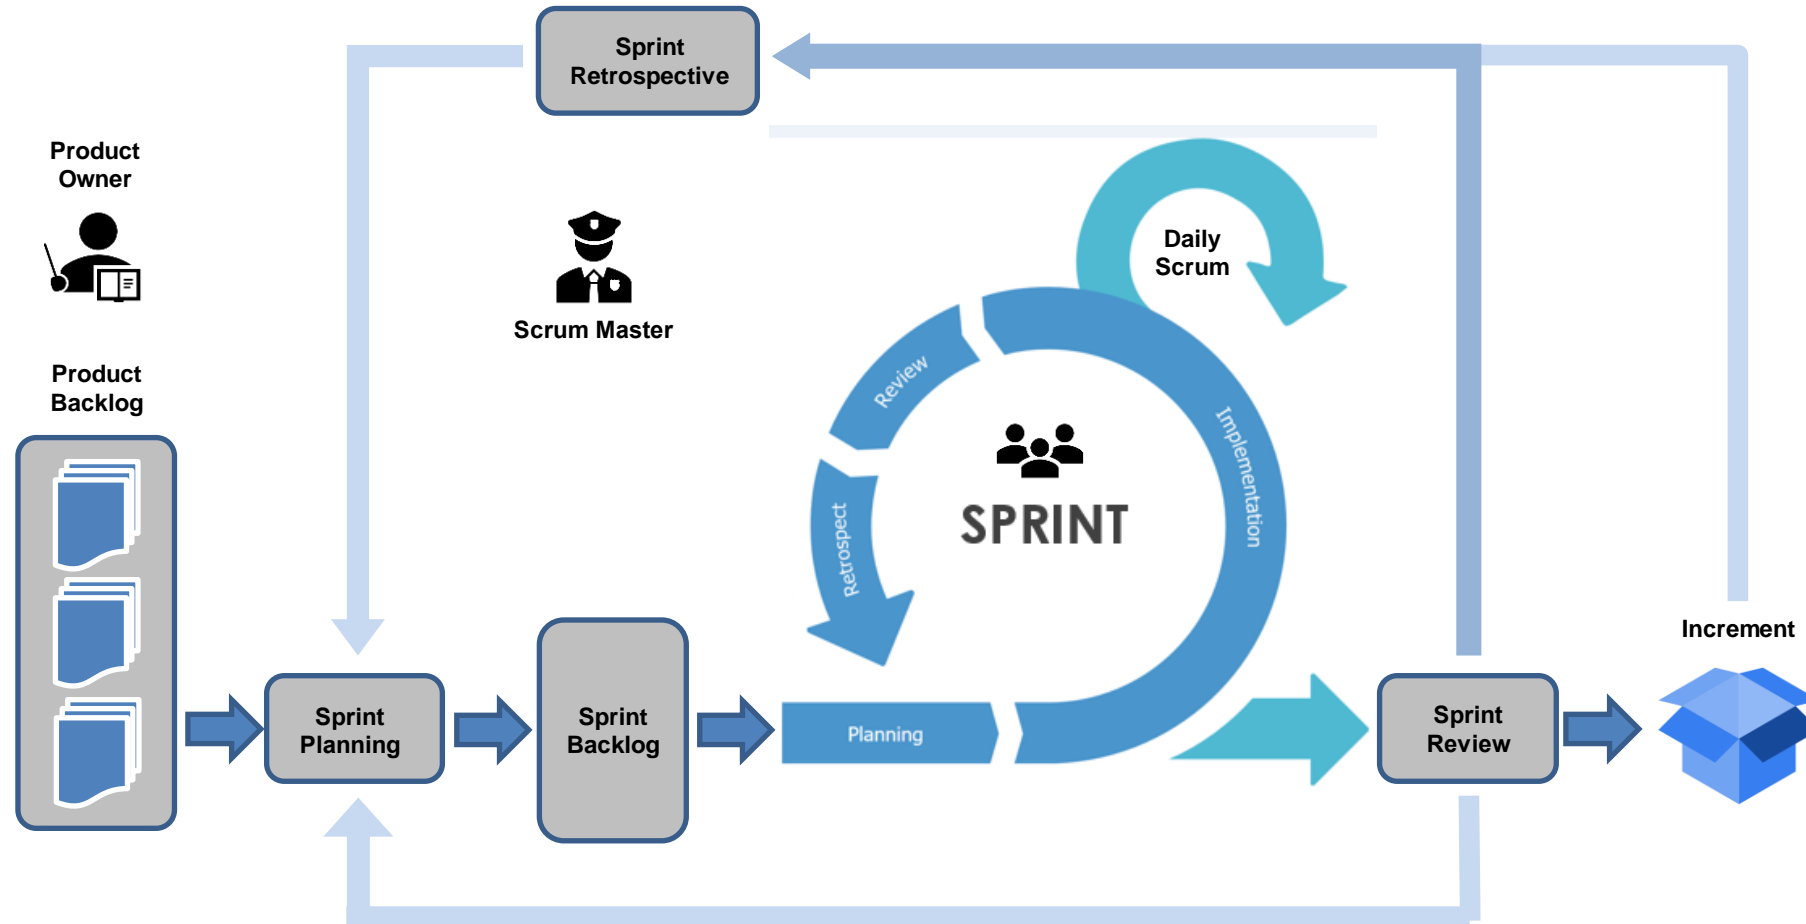 Sprint
Retrospective
Product
Owner
Daily
Scrum
Scrum Master
Product
Backlog
Review
Implementation
SPRINT
Retrospect
Increment
Sprint
Planning
Sprint
Backlog
Planning
Sprint
Review